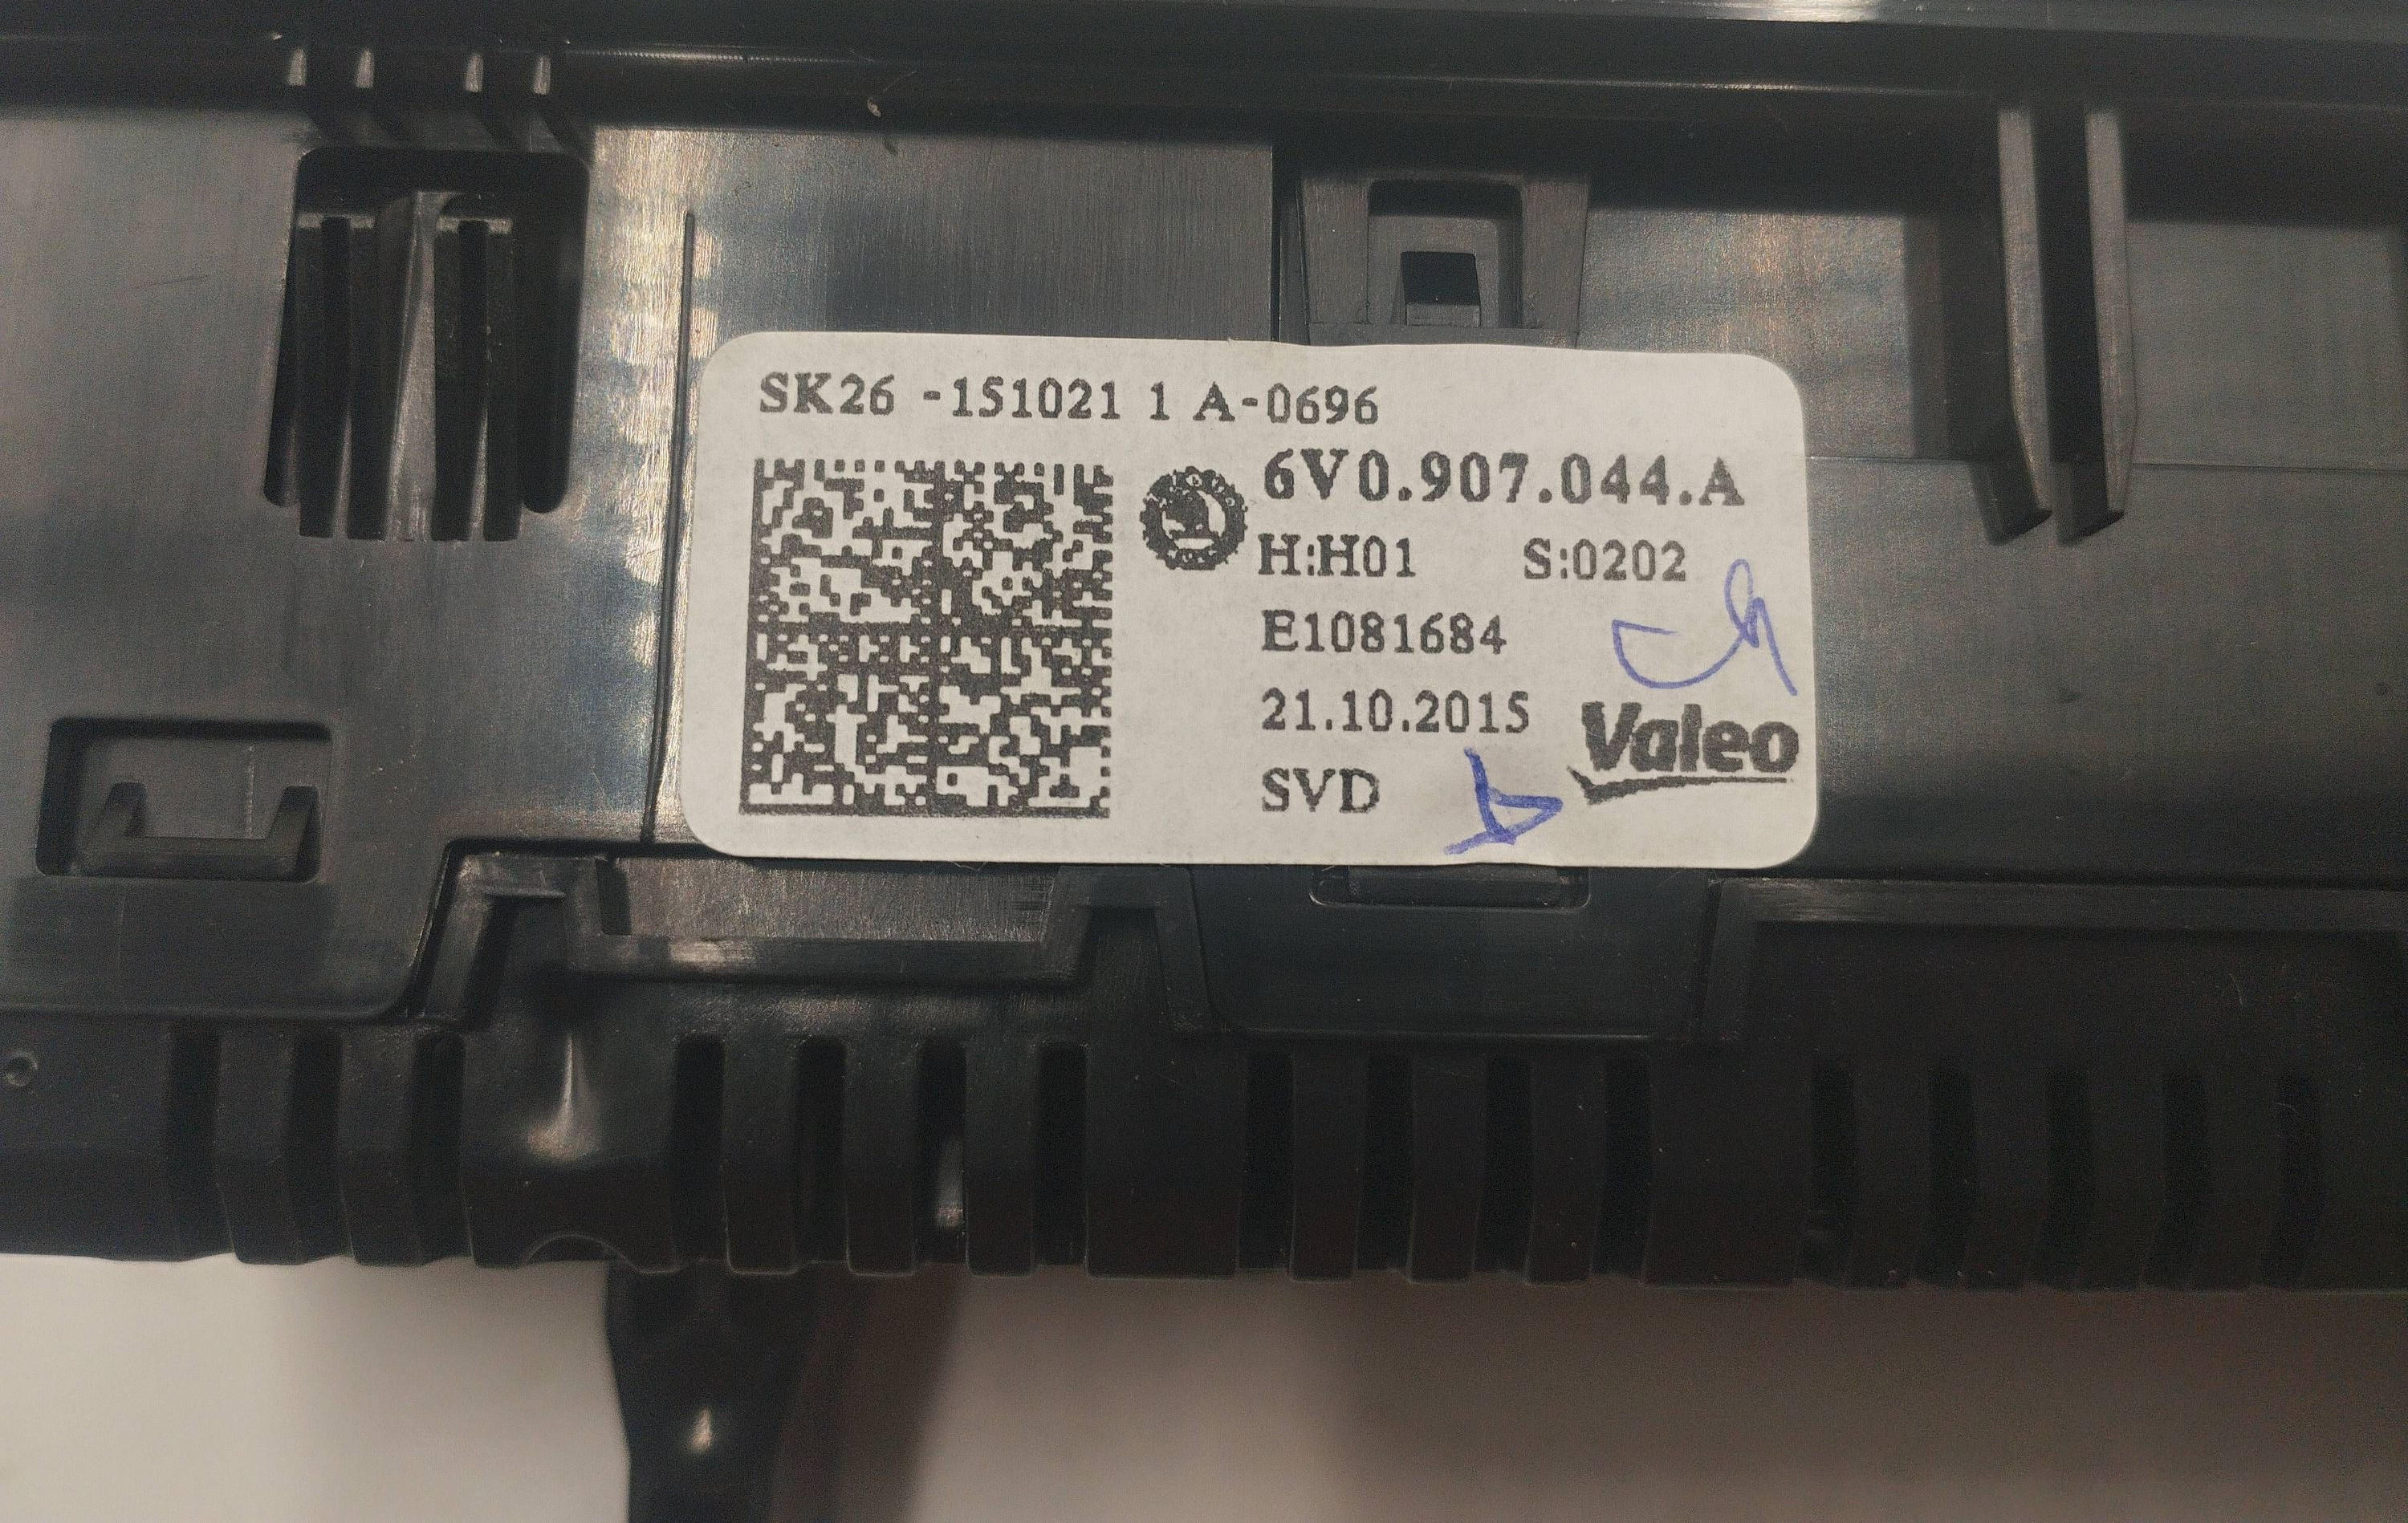 SK26 -151021 1 A-0696
6V0.907.044.A
H:H01 S:0202
E1081684
21.10.2015
SVD
Valeo